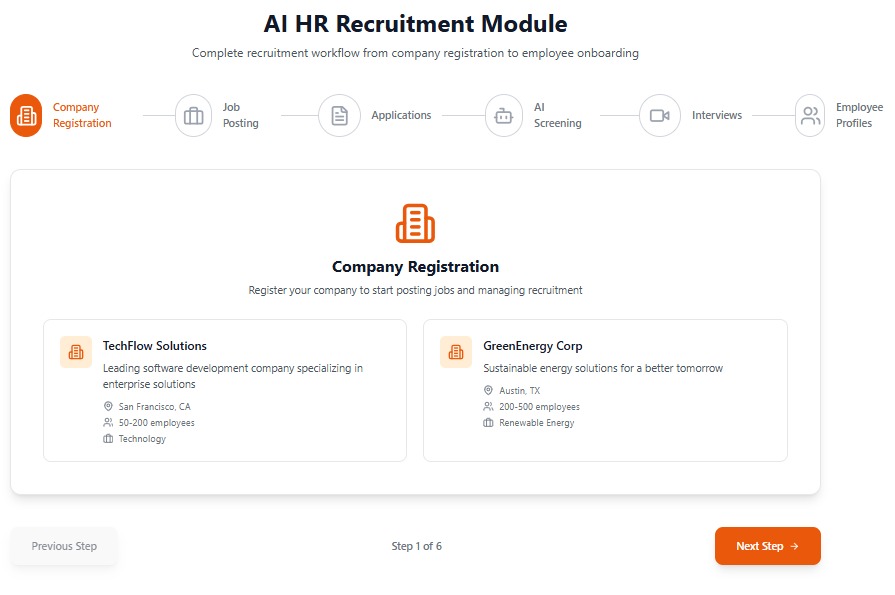 AI HR Recruitment Module
Complete recruitment workflow from company registration to employee onboarding
Company
Registration
Job
Posting
Applications
AI
Screening
Interviews
Employee
Profiles
Company Registration
Register your company to start posting jobs and managing recruitment
TechFlow Solutions
Leading software development company specializing in
enterprise solutions
San Francisco, CA
50-200 employees
Technology
GreenEnergy Corp
Sustainable energy solutions for a better tomorrow
Austin, TX
200-500 employees
Renewable Energy
Previous Step
Step 1 of 6
Next Step →